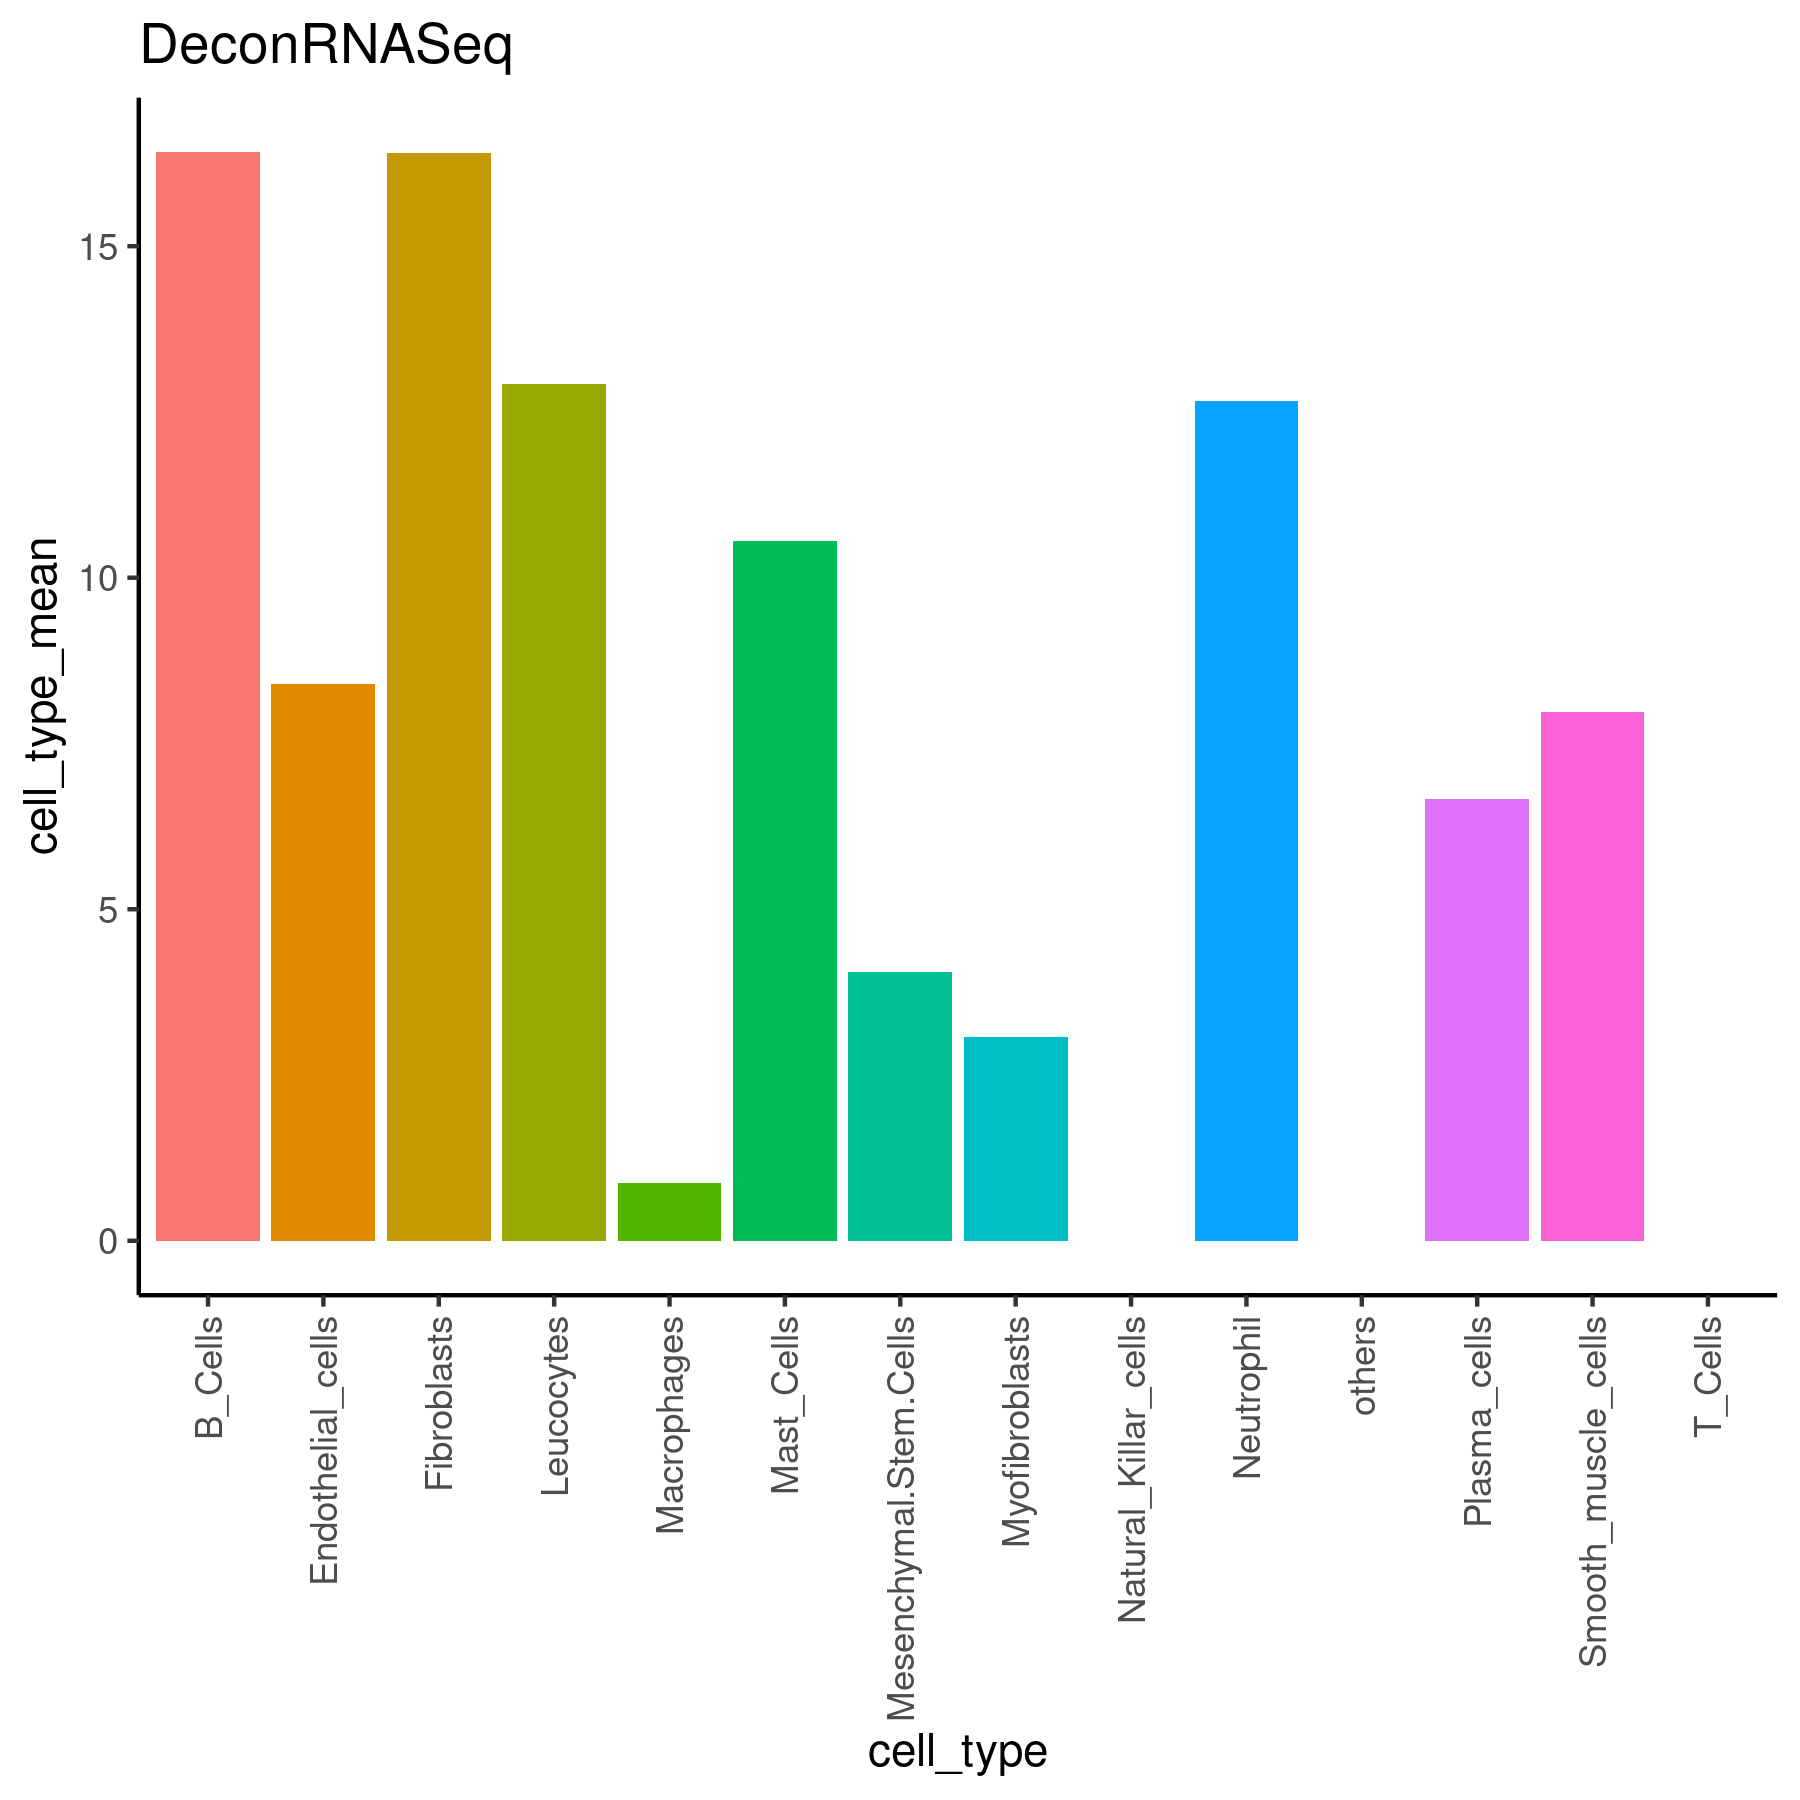 DeconRNASeq
cell_type_mean
15
10
5
0
B_Cells
Endothelial_cells
Fibroblasts
Leucocytes
Macrophages
Mast_Cells
Mesenchymal.Stem.Cells
Myofibroblasts
Natural_Killar_cells
Neutrophil
others
Plasma_cells
Smooth_muscle_cells
T_Cells
cell_type